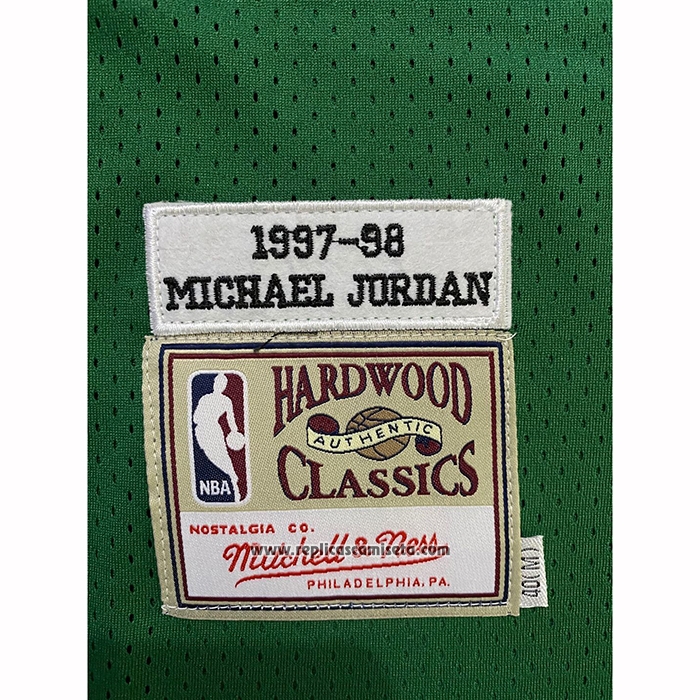 1997-98
MICHAEL JORDAN
HARDWOOD
AUTHENTIC
CLASSICS
NBA
NOSTALGIA CO.
Mitchell & Ness
www.replicascamiseta.com
PHILADELPHIA, PA.
40(M)